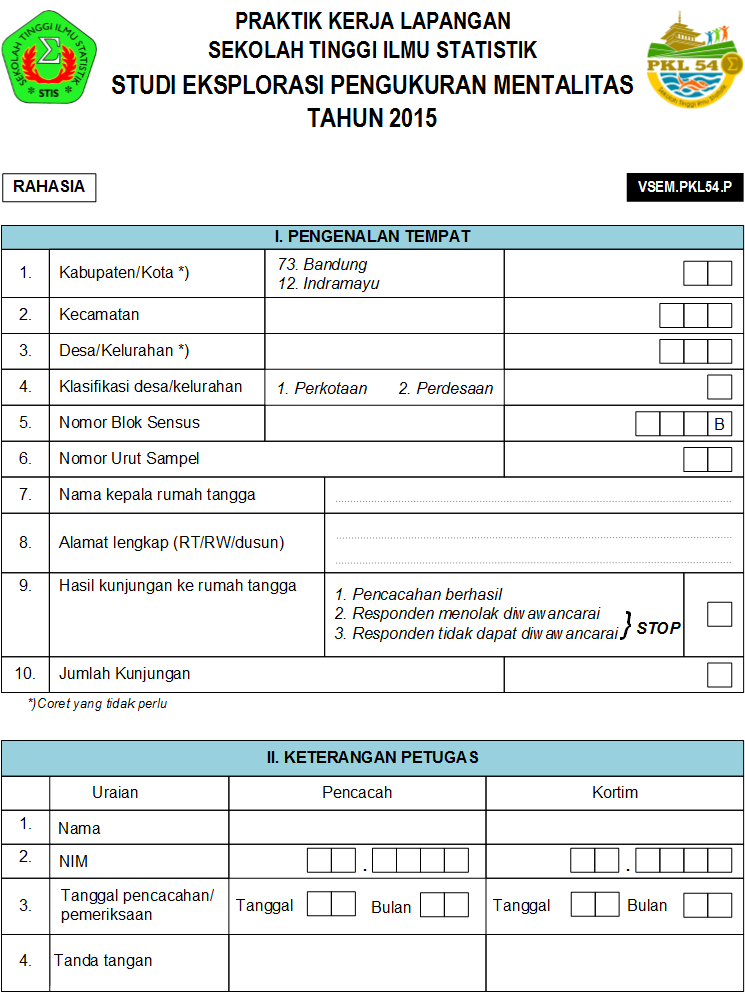 PRAKTIK KERJA LAPANGAN
SEKOLAH TINGGI ILMU STATISTIK
STUDI EKSPLORASI PENGUKURAN MENTALITAS
TAHUN 2015
SEKOLAH TINGGI ILMU STATISTIK
STIS
PKL 54
Sekolah Tinggi Ilmu Statistik
RAHASIA
VSEM.PKL54.P
I. PENGENALAN TEMPAT
1. Kabupaten/Kota *) 73. Bandung
12. Indramayu
2. Kecamatan
3. Desa/Kelurahan *)
4. Klasifikasi desa/kelurahan 1. Perkotaan 2. Perdesaan
5. Nomor Blok Sensus B
6. Nomor Urut Sampel
7. Nama kepala rumah tangga
8. Alamat lengkap (RT/RW/dusun)
9. Hasil kunjungan ke rumah tangga
1. Pencacahan berhasil
2. Responden menolak diwawancarai
3. Responden tidak dapat diwawancarai } STOP
10. Jumlah Kunjungan
*)Coret yang tidak perlu
II. KETERANGAN PETUGAS
Uraian Pencacah Kortim
1. Nama
2. NIM . .
3. Tanggal pencacahan/
pemeriksaan Tanggal Bulan Tanggal Bulan
4. Tanda tangan